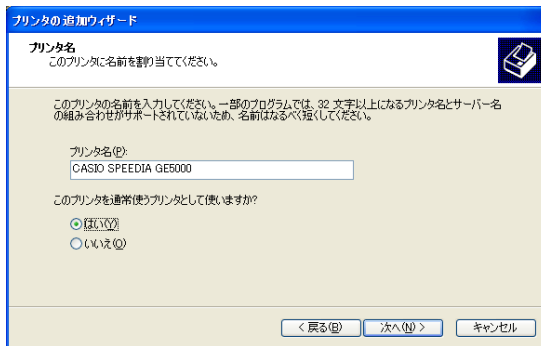 プリンタの追加ウィザード
プリンタ名
このプリンタに名前を割り当ててください。
このプリンタの名前を入力してください。一部のプログラムでは、32 文字以上になるプリンタ名とサーバー名
の組み合わせがサポートされていないため、名前はなるべく短くしてください。
プリンタ名(P):
CASIO SPEEDIA GE5000
このプリンタを通常使うプリンタとして使いますか?
はい(Y)
いいえ(O)
< 戻る(B) 次へ(N) > キャンセル